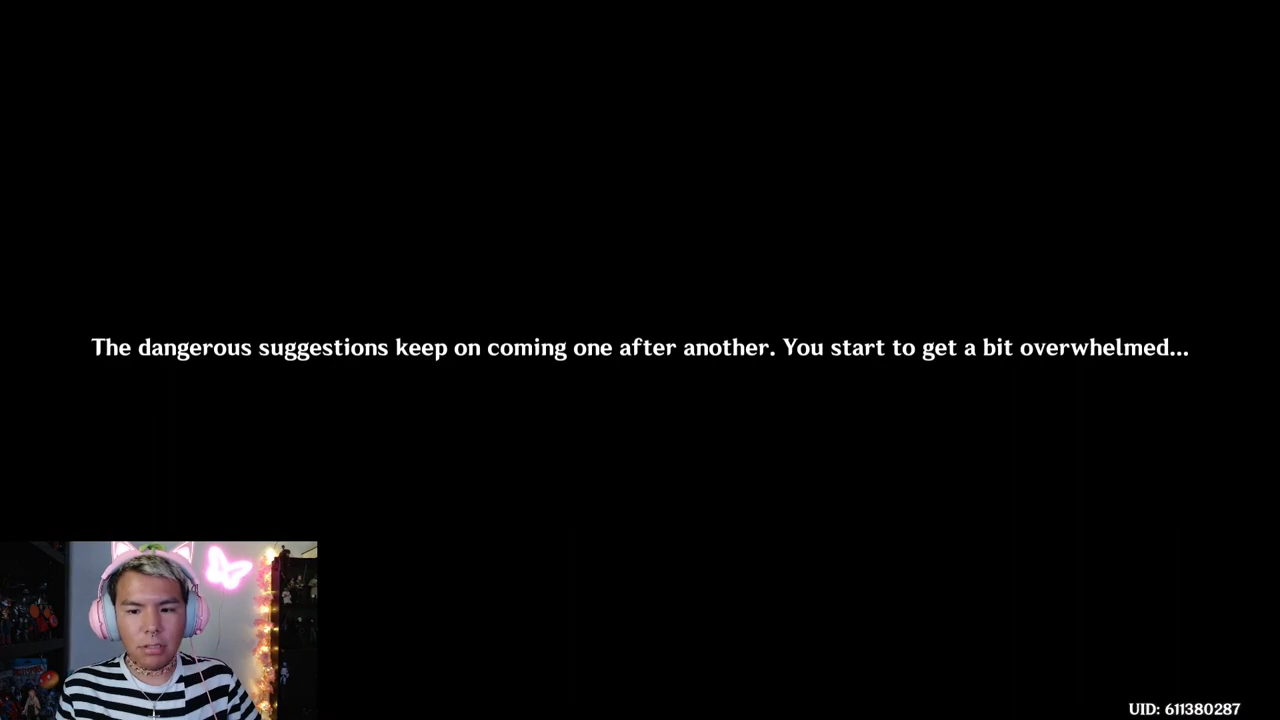 The dangerous suggestions keep on coming one after another. You start to get a bit overwhelmed...
UID: 611380287